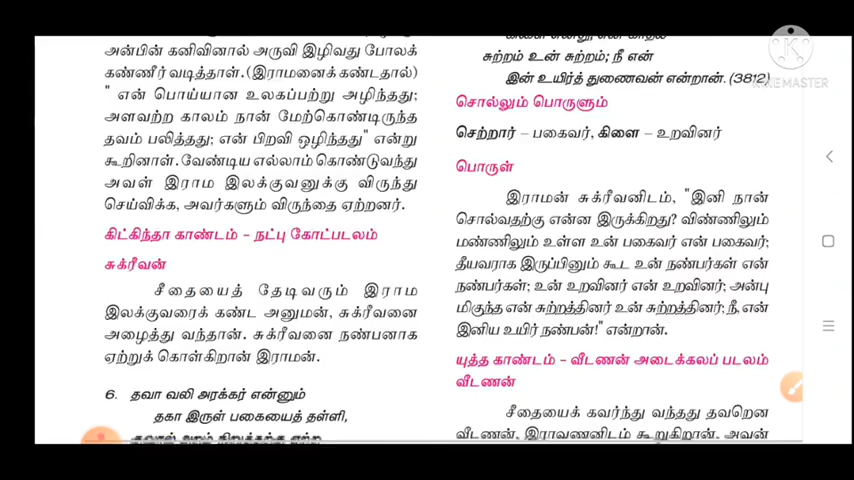 அன்பின் கனிவினால் அருவி இழிவது போலக்
கண்ணீர் வடித்தாள். (இராமனைக்கண்டதால்)
" என் பொய்யான உலகப்பற்று அழிந்தது;
அளவற்ற காலம் நான் மேற்கொண்டிருந்த
தவம் பலித்தது; என் பிறவி ஒழிந்தது" என்று
கூறினாள். வேண்டிய எல்லாம் கொண்டுவந்து
அவள் இராம இலக்குவனுக்கு விருந்து
செய்விக்க, அவர்களும் விருந்தை ஏற்றனர்.
கிட்கிந்தா காண்டம் – நட்பு கோட்படலம்
சுக்ரீவன்
சீதையைத் தேடிவரும் இராம
இலக்குவரைக் கண்ட அனுமன், சுக்ரீவனை
அழைத்து வந்தான். சுக்ரீவனை நண்பனாக
ஏற்றுக் கொள்கிறான் இராமன்.
6. தவா வலி அரக்கர் என்னும்
தகா இருள் பகையைத் தள்ளி,
சுற்றம் உன் சுற்றம்; நீ என்
இன் உயிர்த் துணைவன் என்றான். (3812)
சொல்லும் பொருளும்
செற்றார் – பகைவர், கிளை – உறவினர்
பொருள்
இராமன் சுக்ரீவனிடம், "இனி நான்
சொல்வதற்கு என்ன இருக்கிறது? விண்ணிலும்
மண்ணிலும் உள்ள உன் பகைவர் என் பகைவர்;
தீயவராக இருப்பினும் கூட உன் நண்பர்கள் என்
நண்பர்கள்; உன் உறவினர் என் உறவினர்; அன்பு
மிகுந்த என் சுற்றத்தினர் உன் சுற்றத்தினர்; நீ, என்
இனிய உயிர் நண்பன்!" என்றான்.
யுத்த காண்டம் – வீடணன் அடைக்கலப் படலம்
வீடணன்
சீதையைக் கவர்ந்து வந்தது தவறென
வீடணன், இராவணனிடம் கூறுகிறான். அவன்
K
KINEMASTER